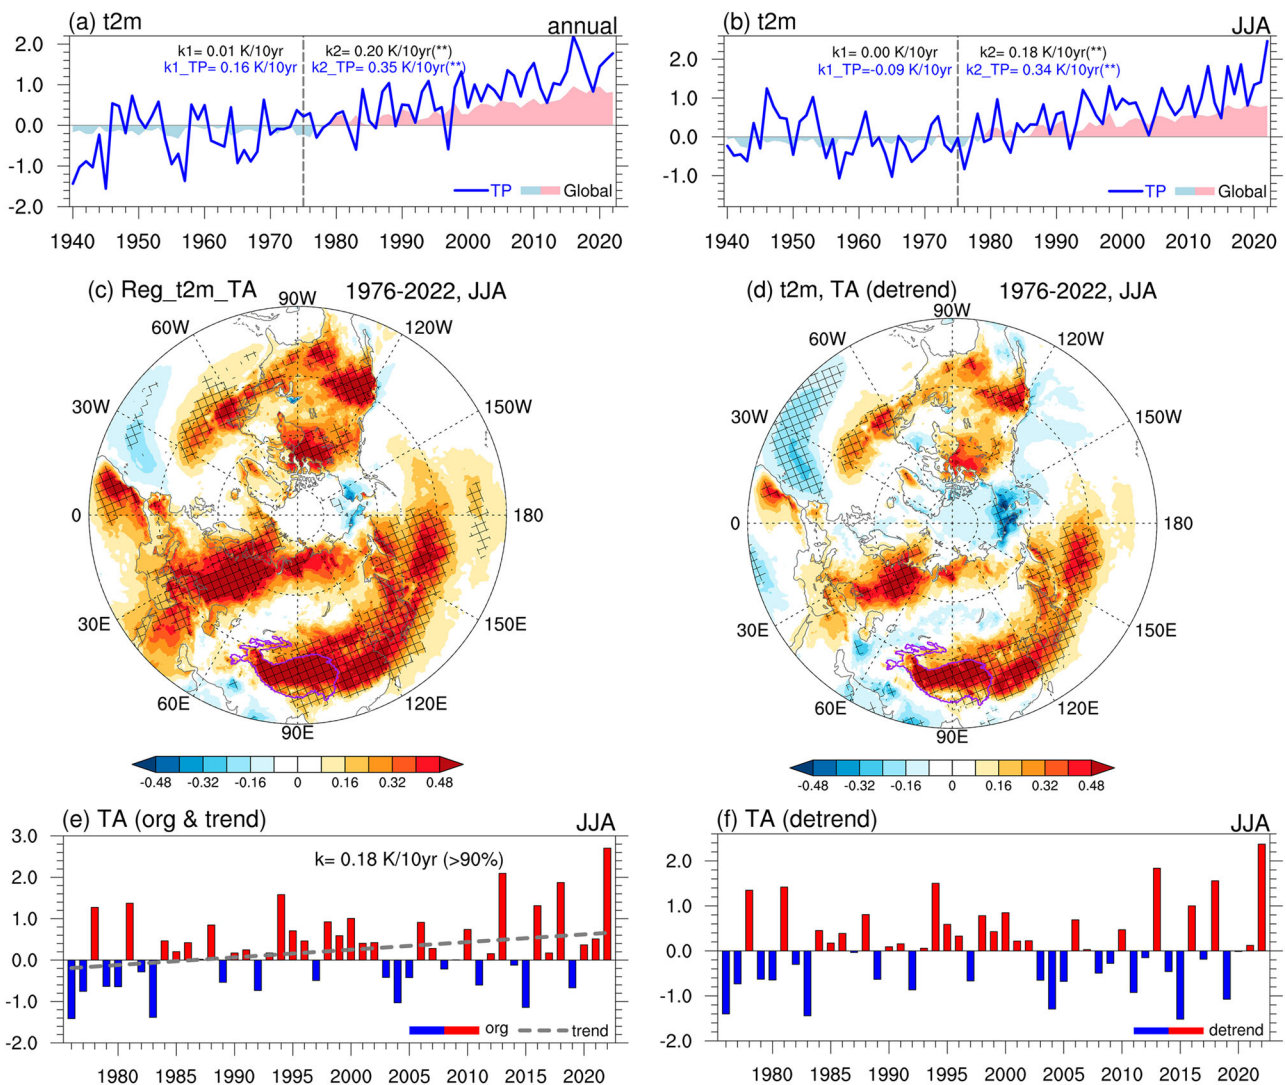 (a) t2m
annual
k1= 0.01 K/10yr
k2= 0.20 K/10yr(**)
k1_TP= 0.16 K/10yr
k2_TP= 0.35 K/10yr(**)
2.0
1.0
0.0
-1.0
-2.0
TP
Global
1940 1950 1960 1970 1980 1990 2000 2010 2020
(b) t2m
JJA
k1= 0.00 K/10yr
k2= 0.18 K/10yr(**)
k1_TP=-0.09 K/10yr
k2_TP= 0.34 K/10yr(**)
2.0
1.0
0.0
-1.0
TP
Global
1940 1950 1960 1970 1980 1990 2000 2010 2020
(c) Reg_t2m_TA
1976-2022, JJA
90W
60W
120W
30W
150W
0
180
30E
150E
60E
120E
90E
-0.48 -0.32 -0.16 0 0.16 0.32 0.48
(d) t2m, TA (detrend)
1976-2022, JJA
90W
60W
120W
30W
150W
0
180
30E
150E
60E
120E
90E
-0.48 -0.32 -0.16 0 0.16 0.32 0.48
(e) TA (org & trend)
JJA
k= 0.18 K/10yr (>90%)
3.0
2.0
1.0
0.0
-1.0
-2.0
org
trend
1980 1985 1990 1995 2000 2005 2010 2015 2020
(f) TA (detrend)
JJA
2.0
1.0
0.0
-1.0
-2.0
detrend
1980 1985 1990 1995 2000 2005 2010 2015 2020